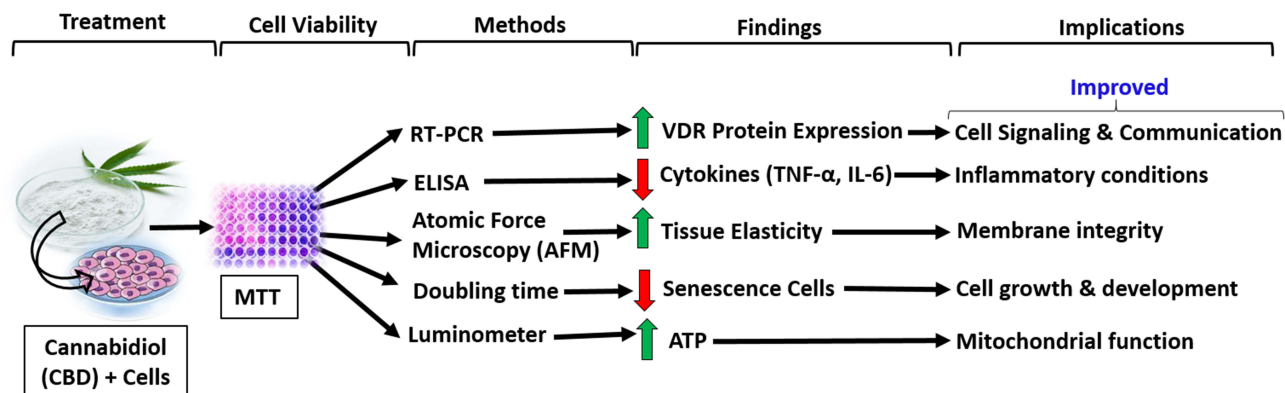 Treatment
Cell Viability
Methods
Findings
Implications
Improved
RT-PCR
VDR Protein Expression
Cell Signaling & Communication
ELISA
Cytokines (TNF-α, IL-6)
Inflammatory conditions
Atomic Force
Microscopy (AFM)
Tissue Elasticity
Membrane integrity
MTT
Doubling time
Senescence Cells
Cell growth & development
Luminometer
ATP
Mitochondrial function
Cannabidiol
(CBD) + Cells